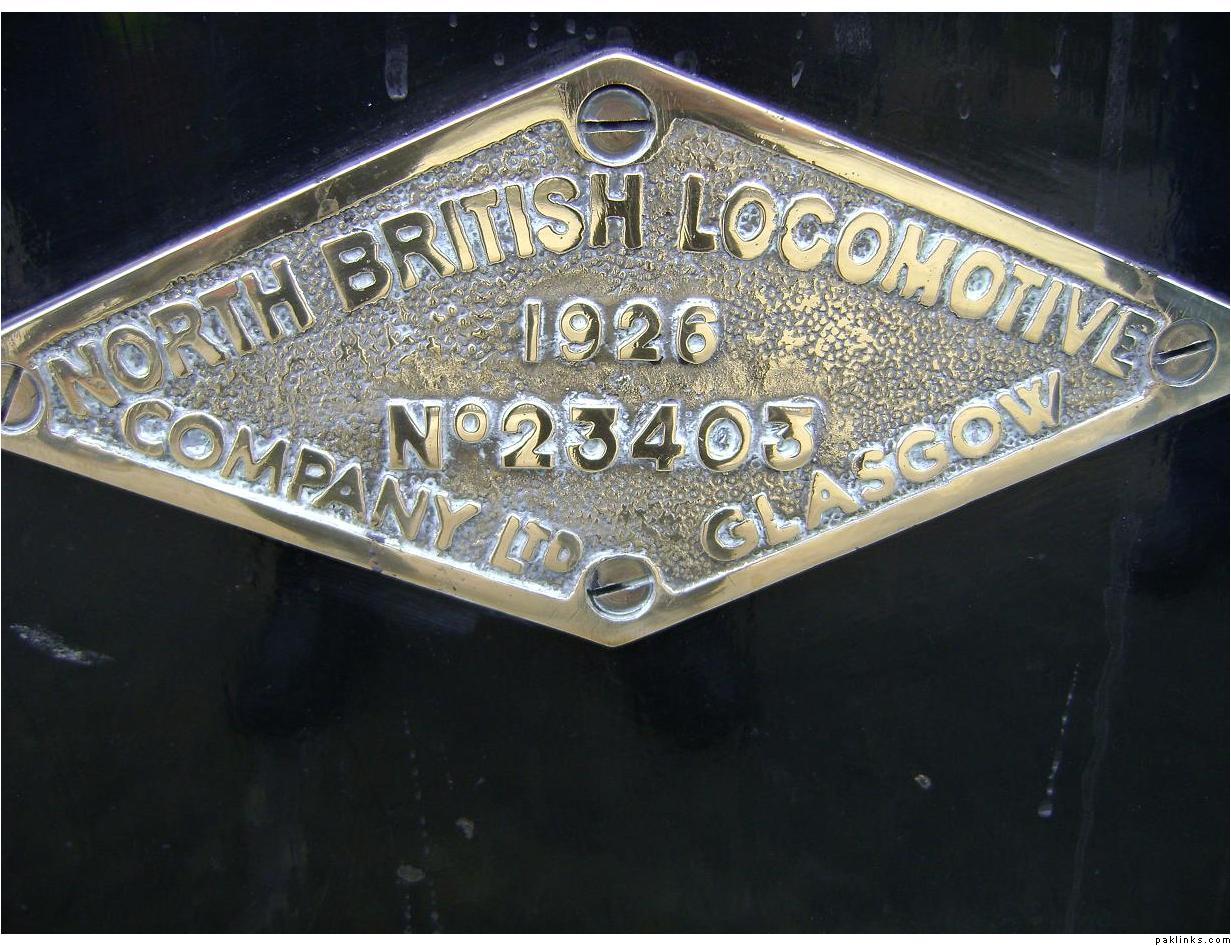 NORTH BRITISH LOCOMOTIVE
1926
No 23403
COMPANY LTD GLASGOW
paklinks.com